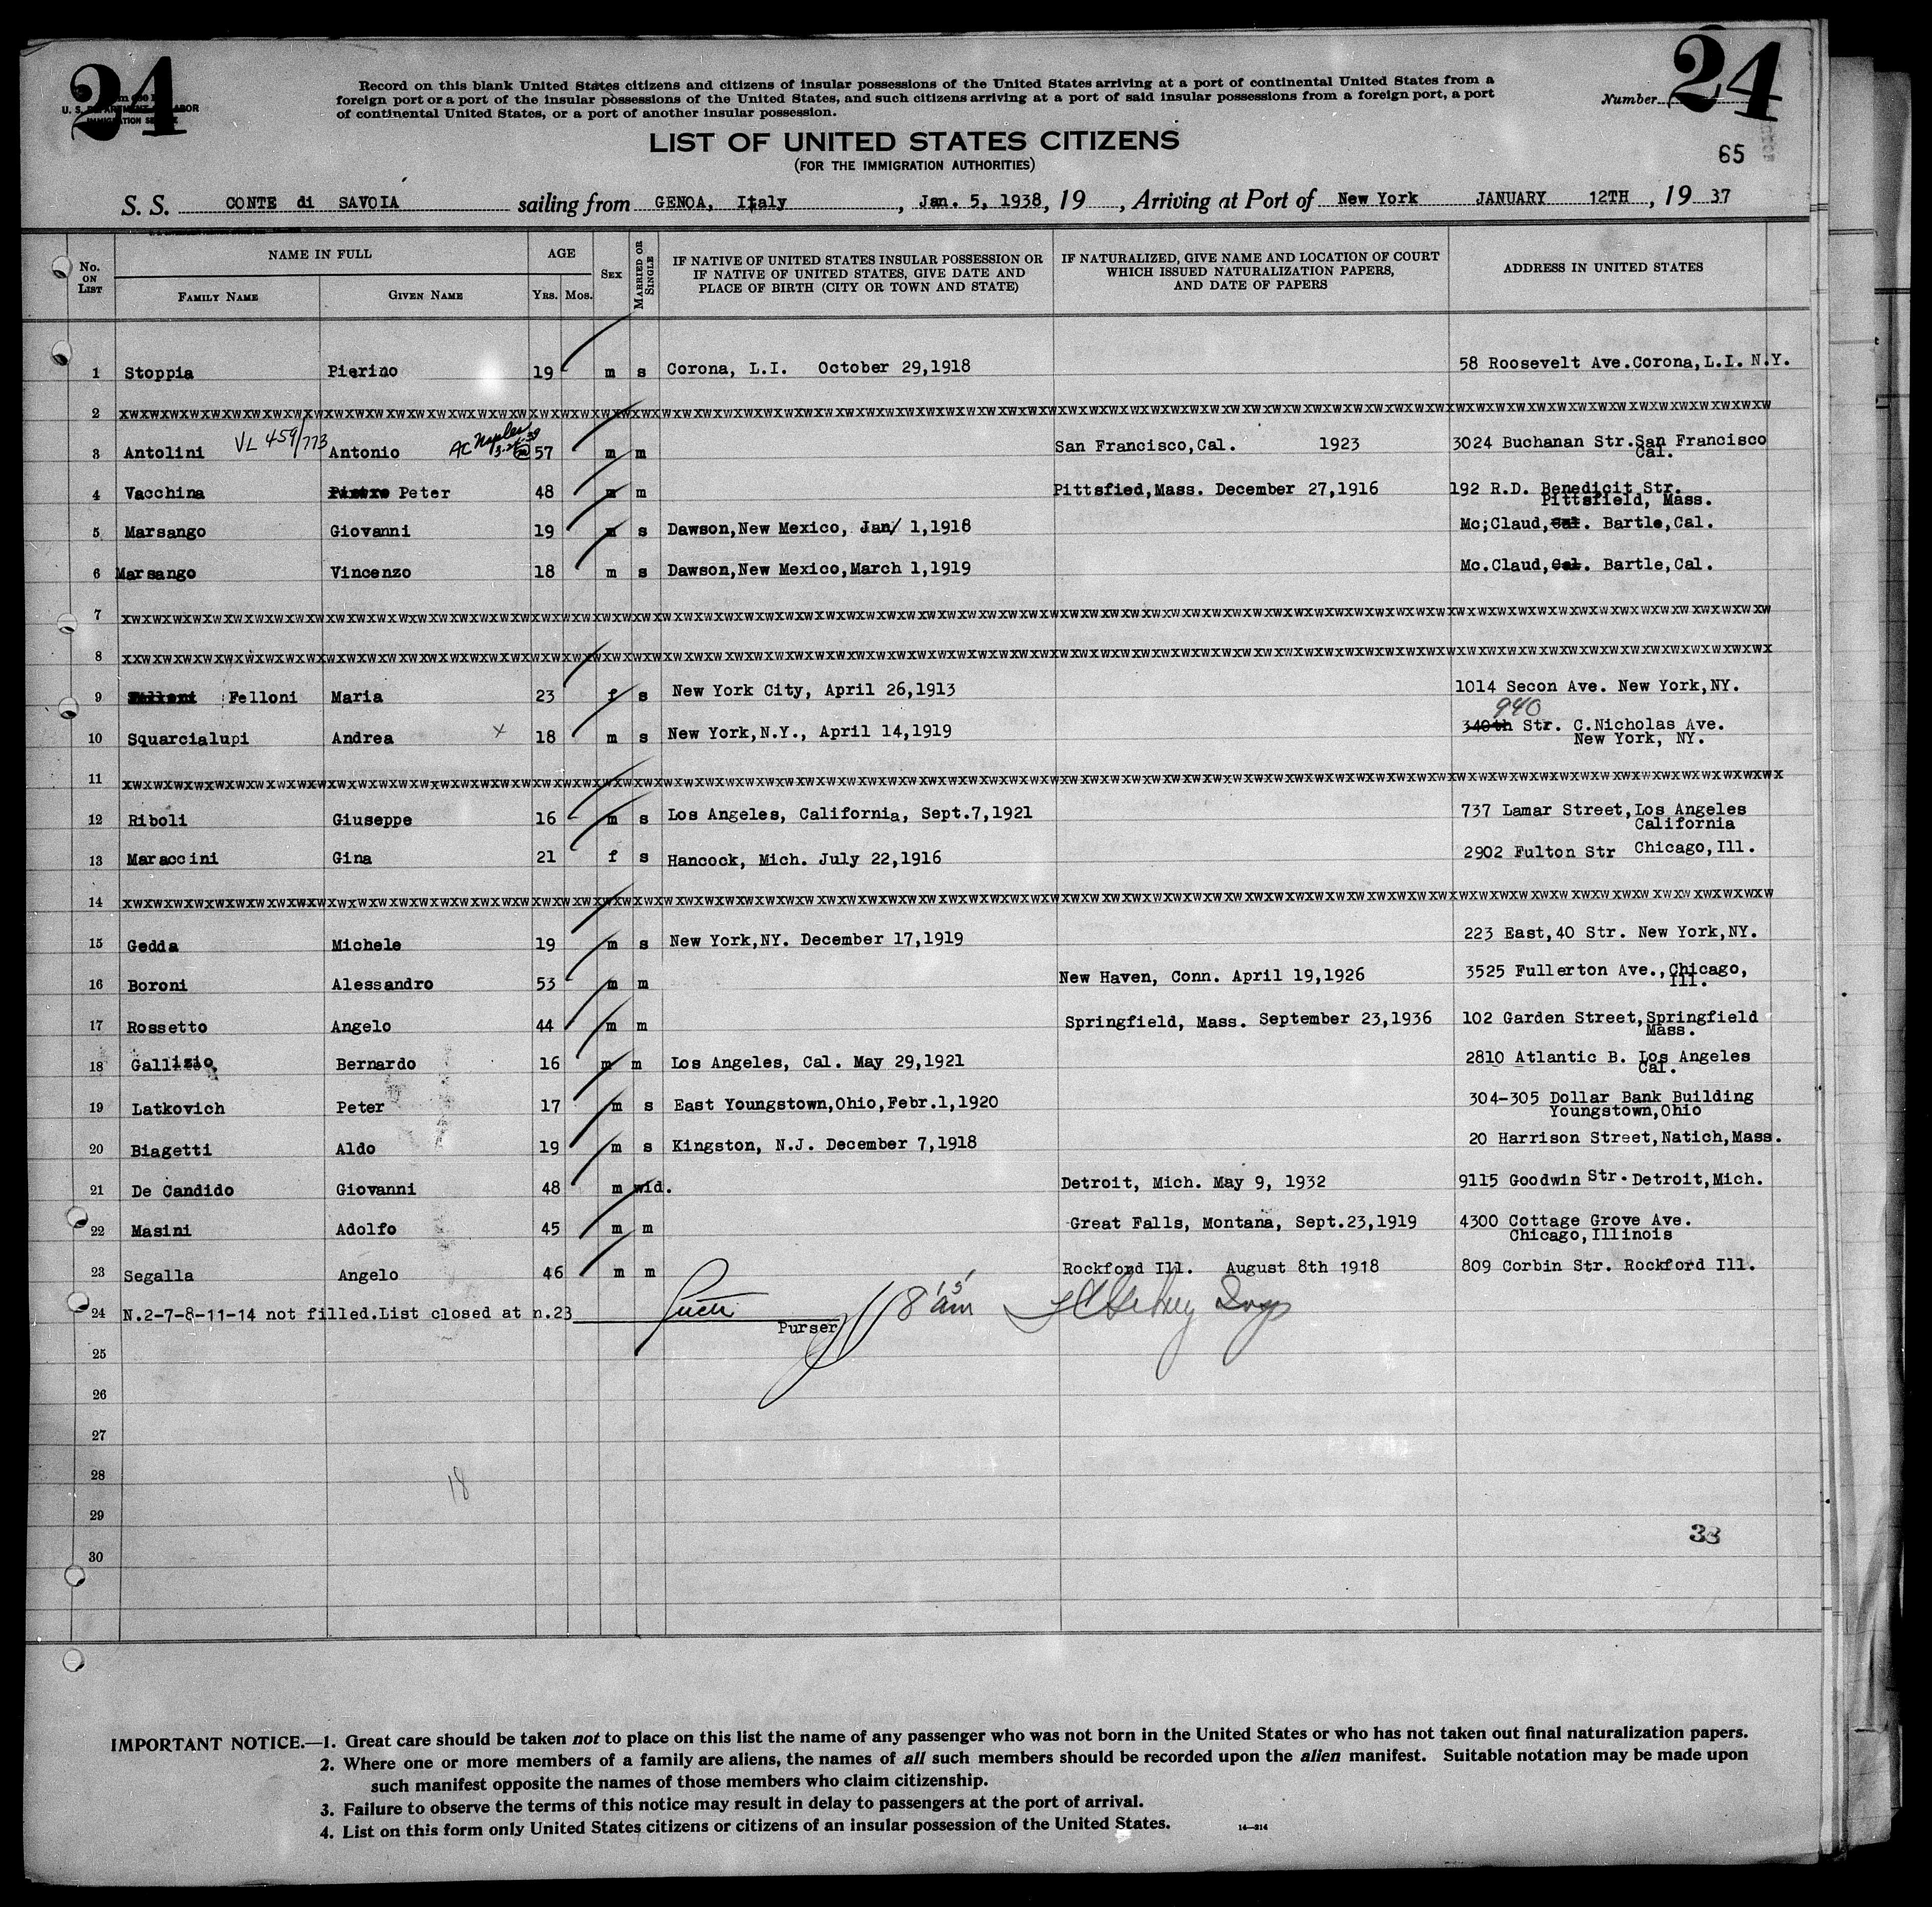 24
24
U. S. DEPARTMENT OF LABOR
IMMIGRATION SERVICE
Record on this blank United States citizens and citizens of insular possessions of the United States arriving at a port of continental United States from a
foreign port or a port of the insular possessions of the United States, and such citizens arriving at a port of said insular possessions from a foreign port, a port
of continental United States, or a port of another insular possession.
Number
LIST OF UNITED STATES CITIZENS
(FOR THE IMMIGRATION AUTHORITIES)
65
S. S. CONTE di SAVOIA sailing from GENOA, Italy, Jan. 5, 1938, 19 , Arriving at Port of New York JANUARY 12TH, 19 37
No. ON LIST NAME IN FULL FAMILY NAME GIVEN NAME AGE YRS. MOS. SEX MARRIED OR SINGLE IF NATIVE OF UNITED STATES INSULAR POSSESSION OR IF NATIVE OF UNITED STATES, GIVE DATE AND PLACE OF BIRTH (CITY OR TOWN AND STATE) IF NATURALIZED, GIVE NAME AND LOCATION OF COURT WHICH ISSUED NATURALIZATION PAPERS, AND DATE OF PAPERS ADDRESS IN UNITED STATES
1 Stoppia Pierino 19 m s Corona, L.I. October 29,1918 58 Roosevelt Ave.Corona,L.I. N.Y.
2
3 Antolini VL 459/773 Antonio AC Naples 57 m m San Francisco,Cal. 1923 3024 Buchanan Str.San Francisco Cal.
4 Vacchina Peter 48 m m Pittsfied,Mass. December 27,1916 192 R.D. Benedicit Str. Pittsfield, Mass.
5 Marsango Giovanni 19 m s Dawson,New Mexico, Jan/ 1,1918 Mc;Claud,Cal. Bartle,Cal.
6 Marsango Vincenzo 18 m s Dawson,New Mexico,March 1,1919 Mc.Claud,Cal. Bartle,Cal.
7
8
9 Felloni Maria 23 f s New York City, April 26,1913 1014 Secon Ave. New York,NY.
10 Squarcialupi Andrea x 18 m s New York,N.Y., April 14,1919 940 340th Str. C.Nicholas Ave. New York, NY.
11
12 Riboli Giuseppe 16 m s Los Angeles, California, Sept.7,1921 737 Lamar Street,Los Angeles California
13 Maraccini Gina 21 f s Hancock, Mich. July 22,1916 2902 Fulton Str Chicago,Ill.
14
15 Gedda Michele 19 m s New York,NY. December 17,1919 223 East,40 Str. New York,NY.
16 Boroni Alessandro 53 m m New Haven, Conn. April 19,1926 3525 Fullerton Ave.,Chicago, Ill.
17 Rossetto Angelo 44 m m Springfield, Mass. September 23,1936 102 Garden Street,Springfield Mass.
18 Gallizio, Bernardo 16 m m Los Angeles, Cal. May 29,1921 2810 Atlantic B. Los Angeles Cal.
19 Latkovich Peter 17 m s East Youngstown,Ohio,Febr.1,1920 304-305 Dollar Bank Building Youngstown,Ohio
20 Biagetti Aldo 19 m s Kingston, N.J. December 7,1918 20 Harrison Street,Natich,Mass.
21 De Candido Giovanni 48 m wid. Detroit, Mich. May 9, 1932 9115 Goodwin Str. Detroit,Mich.
22 Masini Adolfo 45 m m Great Falls, Montana, Sept.23,1919 4300 Cottage Grove Ave. Chicago,Illinois
23 Segalla Angelo 46 m m Rockford Ill. August 8th 1918 809 Corbin Str. Rockford Ill.
24 N.2-7-8-11-14 not filled.List closed at n.23 Purser
25
26
27
28
18
29
38
30
IMPORTANT NOTICE.—1. Great care should be taken not to place on this list the name of any passenger who was not born in the United States or who has not taken out final naturalization papers.
2. Where one or more members of a family are aliens, the names of all such members should be recorded upon the alien manifest. Suitable notation may be made upon
such manifest opposite the names of those members who claim citizenship.
3. Failure to observe the terms of this notice may result in delay to passengers at the port of arrival.
4. List on this form only United States citizens or citizens of an insular possession of the United States.
14—214